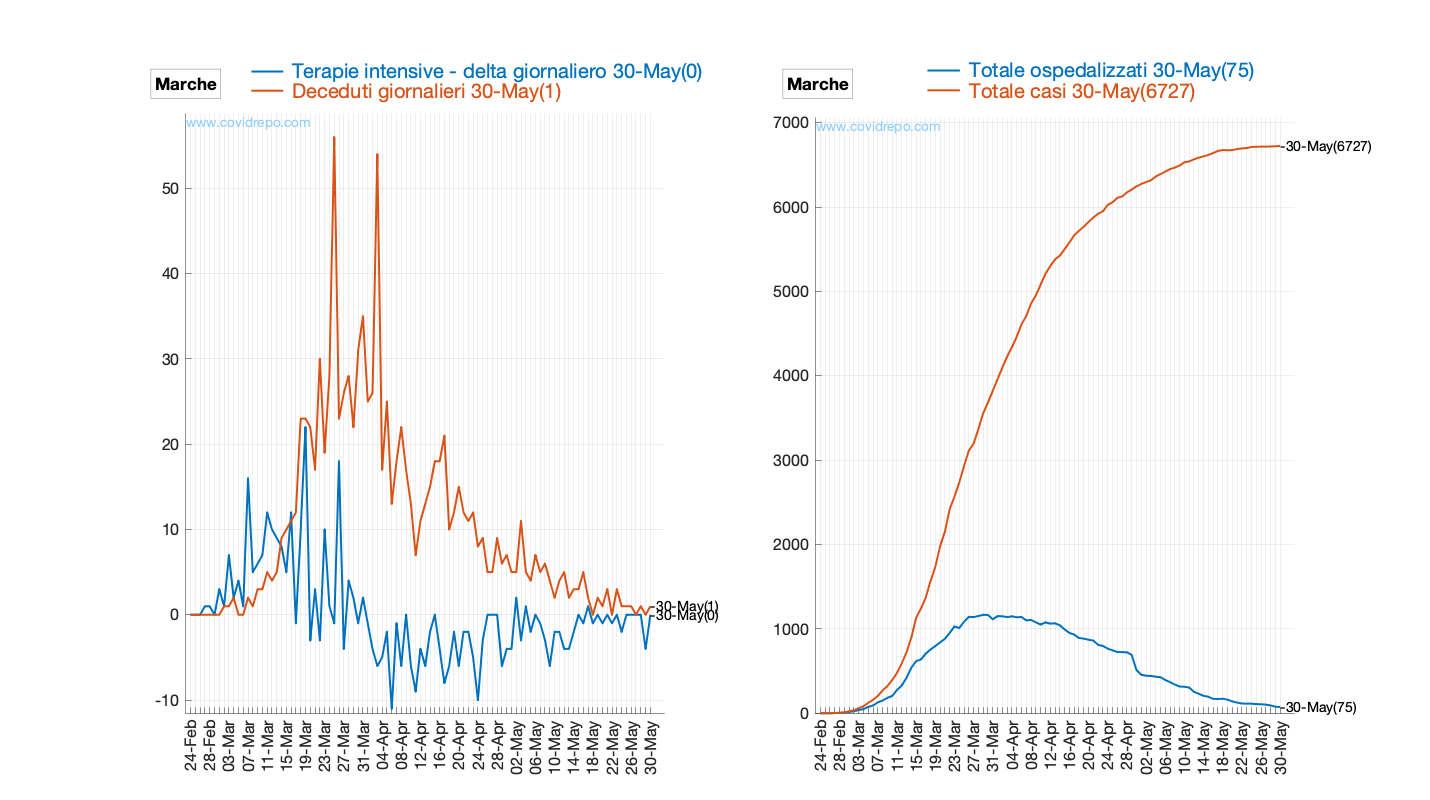 Marche
Terapie intensive - delta giornaliero 30-May(0)
Deceduti giornalieri 30-May(1)
www.covidrepo.com
50
40
30
20
10
0
-10
30-May(1)
30-May(0)
24-Feb
28-Feb
03-Mar
07-Mar
11-Mar
15-Mar
19-Mar
23-Mar
27-Mar
31-Mar
04-Apr
08-Apr
12-Apr
16-Apr
20-Apr
24-Apr
28-Apr
02-May
06-May
10-May
14-May
18-May
22-May
26-May
30-May
Marche
Totale ospedalizzati 30-May(75)
Totale casi 30-May(6727)
www.covidrepo.com
7000
6000
5000
4000
3000
2000
1000
0
30-May(6727)
30-May(75)
24-Feb
28-Feb
03-Mar
07-Mar
11-Mar
15-Mar
19-Mar
23-Mar
27-Mar
31-Mar
04-Apr
08-Apr
12-Apr
16-Apr
20-Apr
24-Apr
28-Apr
02-May
06-May
10-May
14-May
18-May
22-May
26-May
30-May